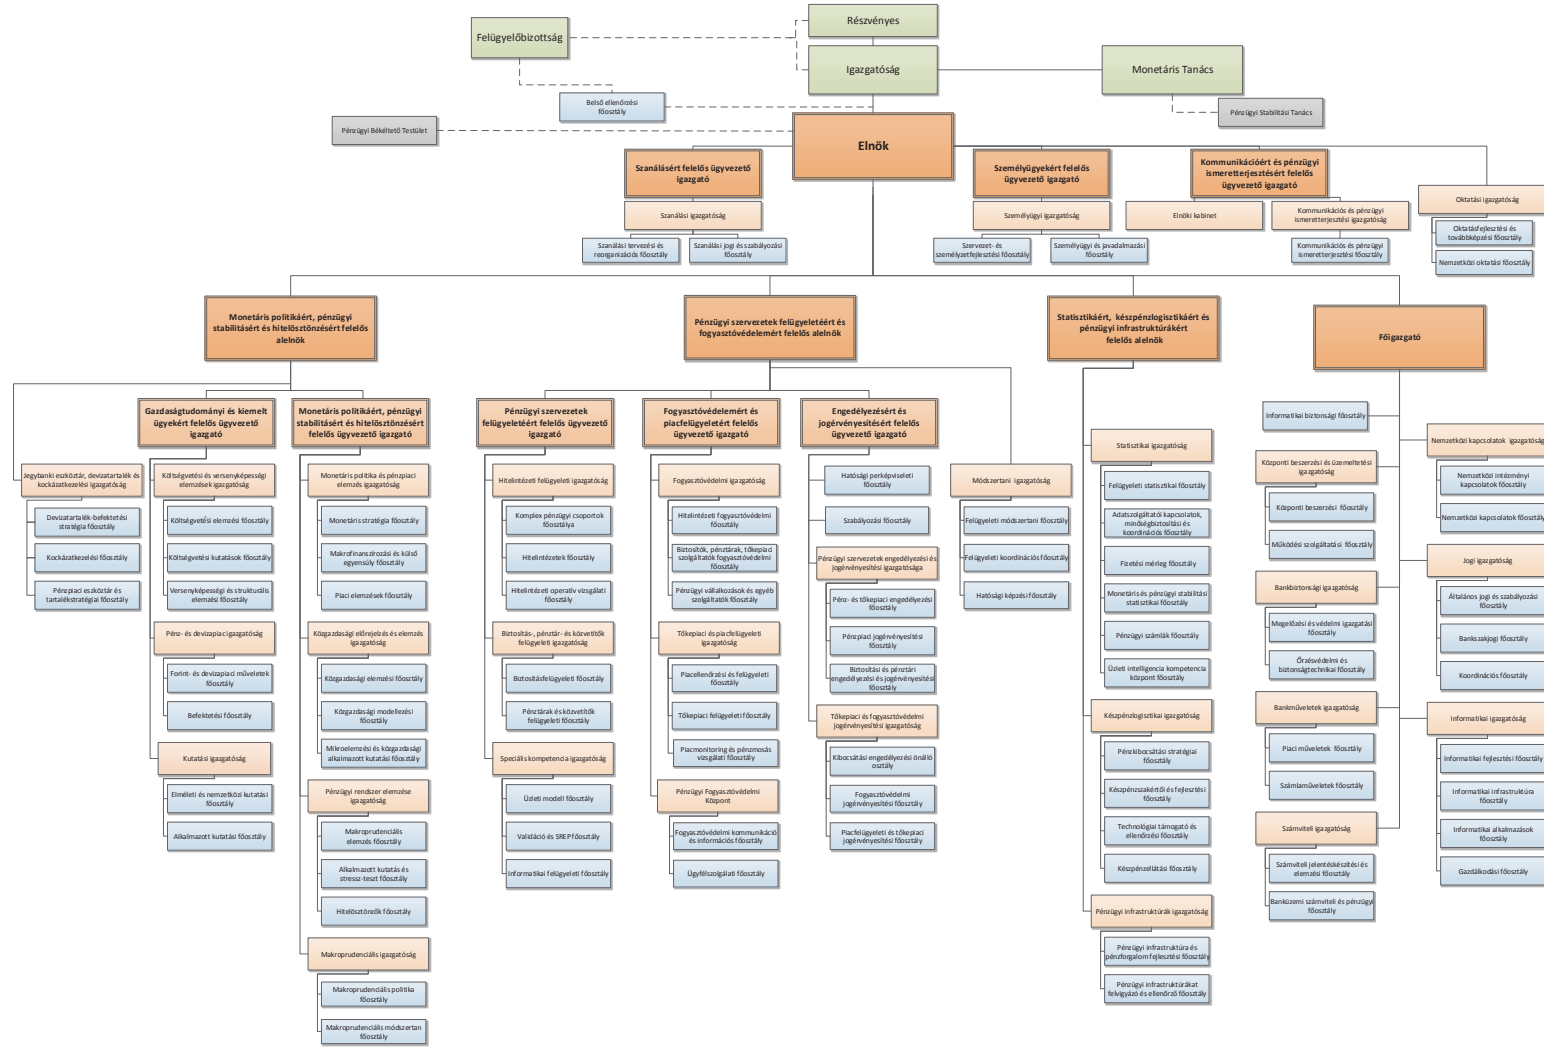 Részvényes
Felügyelőbizottság
Igazgatóság
Monetáris Tanács
Belső ellenőrzési
főosztály
Pénzügyi Stabilitási Tanács
Pénzügyi Békéltető Testület
Elnök
Szanálásért felelős ügyvezető
igazgató
Személyügyekért felelős
ügyvezető igazgató
Kommunikációért és pénzügyi
ismeretterjesztésért felelős
ügyvezető igazgató
Szanálási igazgatóság
Személyügyi igazgatóság
Elnöki kabinet
Kommunikációs és pénzügyi
ismeretterjesztési igazgatóság
Oktatási igazgatóság
Szanálási tervezési és
reorganizációs főosztály
Szanálási jogi és szabályozási
főosztály
Szervezet- és
személyzetfejlesztési főosztály
Személyügyi és javadalmazási
főosztály
Kommunikációs és pénzügyi
ismeretterjesztési főosztály
Oktatásfejlesztési és
továbbképzési főosztály
Nemzetközi oktatási főosztály
Monetáris politikáért, pénzügyi
stabilitásért és hitelösztönzésért felelős
alelnök
Pénzügyi szervezetek felügyeletéért és
fogyasztóvédelemért felelős alelnök
Statisztikáért, készpénzlogisztikáért és
pénzügyi infrastruktúrákért
felelős alelnök
Főigazgató
Gazdaságtudományi és kiemelt
ügyekért felelős ügyvezető
igazgató
Monetáris politikáért, pénzügyi
stabilitásért és hitelösztönzésért
felelős ügyvezető igazgató
Pénzügyi szervezetek
felügyeletéért felelős ügyvezető
igazgató
Fogyasztóvédelemért és
piacfelügyeletért felelős
ügyvezető igazgató
Engedélyezésért és
jogérvényesítésért felelős
ügyvezető igazgató
Jegybanki eszköztár, devizatartalék és
kockázatkezelési igazgatóság
Devizatartalék-befektetési
stratégia főosztály
Kockázatkezelési főosztály
Pénzpiaci eszköztár és
tartalékstratégiai főosztály
Költségvetési és versenyképességi
elemzések igazgatóság
Költségvetési elemzési főosztály
Költségvetési kutatások főosztály
Versenyképességi és strukturális
elemzési főosztály
Pénz- és devizapiac igazgatóság
Forint- és devizapiaci műveletek
főosztály
Befektetési főosztály
Kutatási igazgatóság
Elméleti és nemzetközi kutatási
főosztály
Alkalmazott kutatási főosztály
Monetáris politika és pénzpiaci
elemzés igazgatóság
Monetáris stratégia főosztály
Makrofinanszírozási és külső
egyensúly főosztály
Piaci elemzések főosztály
Közgazdasági előrejelzés és elemzés
igazgatóság
Közgazdasági elemzési főosztály
Közgazdasági modellezési
főosztály
Mikroelemzési és közgazdasági
alkalmazott kutatási főosztály
Pénzügyi rendszer elemzése
igazgatóság
Makroprudenciális
elemzés főosztály
Alkalmazott kutatás és
stressz-teszt főosztály
Hitelösztönzők főosztály
Makroprudenciális igazgatóság
Makroprudenciális politika
főosztály
Makroprudenciális módszertan
főosztály
Hitelintézeti felügyeleti igazgatóság
Komplex pénzügyi csoportok
főosztálya
Hitelintézetek főosztály
Hitelintézeti operatív vizsgálati
főosztály
Biztosítás-, pénztár- és közvetítők
felügyeleti igazgatóság
Biztosításfelügyeleti főosztály
Pénztárak és közvetítők
felügyeleti főosztály
Speciális kompetencia igazgatóság
Üzleti modell főosztály
Validáció és SREP főosztály
Informatikai felügyeleti főosztály
Fogyasztóvédelmi igazgatóság
Hitelintézeti fogyasztóvédelmi
főosztály
Biztosítók, pénztárak, tőkepiaci
szolgáltatók fogyasztóvédelmi
főosztály
Pénzügyi vállalkozások és egyéb
szolgáltatók főosztály
Tőkepiaci és piacfelügyeleti
igazgatóság
Piacellenőrzési és felügyeleti
főosztály
Tőkepiaci felügyeleti főosztály
Piacmonitoring és pénzmosás
vizsgálati főosztály
Pénzügyi Fogyasztóvédelmi
Központ
Fogyasztóvédelmi kommunikáció
és információs főosztály
Ügyfélszolgálati főosztály
Hatósági perképviseleti
főosztály
Szabályozási főosztály
Pénzügyi szervezetek engedélyezési és
jogérvényesítési igazgatósága
Pénz- és tőkepiaci engedélyezési
főosztály
Pénzpiaci jogérvényesítési
főosztály
Biztosítási és pénztári
engedélyezési és jogérvényesítési
főosztály
Tőkepiaci és fogyasztóvédelmi
jogérvényesítési igazgatóság
Kibocsátási engedélyezési önálló
osztály
Fogyasztóvédelmi
jogérvényesítési főosztály
Piacfelügyeleti és tőkepiaci
jogérvényesítési főosztály
Módszertani igazgatóság
Felügyeleti módszertani főosztály
Felügyeleti koordinációs főosztály
Hatósági képzési főosztály
Statisztikai igazgatóság
Felügyeleti statisztikai főosztály
Adatszolgáltatói kapcsolatok,
minőségbiztosítási és
koordinációs főosztály
Fizetési mérleg főosztály
Monetáris és pénzügyi stabilitási
statisztikai főosztály
Pénzügyi számlák főosztály
Üzleti intelligencia kompetencia
központ főosztály
Készpénzlogisztikai igazgatóság
Pénzkibocsátási stratégiai
főosztály
Készpénzszakértői és fejlesztési
főosztály
Technológiai támogató és
ellenőrzési főosztály
Készpénzellátási főosztály
Pénzügyi infrastruktúrák igazgatóság
Pénzügyi infrastruktúra és
pénzforgalom fejlesztési főosztály
Pénzügyi infrastruktúrákat
felvigyázó és ellenőrző főosztály
Informatikai biztonsági főosztály
Központi beszerzési és üzemeltetési
igazgatóság
Központi beszerzési főosztály
Működési szolgáltatási főosztály
Bankbiztonsági igazgatóság
Megelőzési és védelmi igazgatási
főosztály
Őrzésvédelmi és
biztonságtechnikai főosztály
Bankműveletek igazgatóság
Piaci műveletek főosztály
Számlaműveletek főosztály
Számviteli igazgatóság
Számviteli jelentéskészítési és
elemzési főosztály
Banküzemi számviteli és pénzügyi
főosztály
Nemzetközi kapcsolatok igazgatóság
Nemzetközi intézményi
kapcsolatok főosztály
Nemzetközi kapcsolatok főosztály
Jogi igazgatóság
Általános jogi és szabályozási
főosztály
Bankszakjogi főosztály
Koordinációs főosztály
Informatikai igazgatóság
Informatikai fejlesztési főosztály
Informatikai infrastruktúra
főosztály
Informatikai alkalmazások
főosztály
Gazdálkodási főosztály